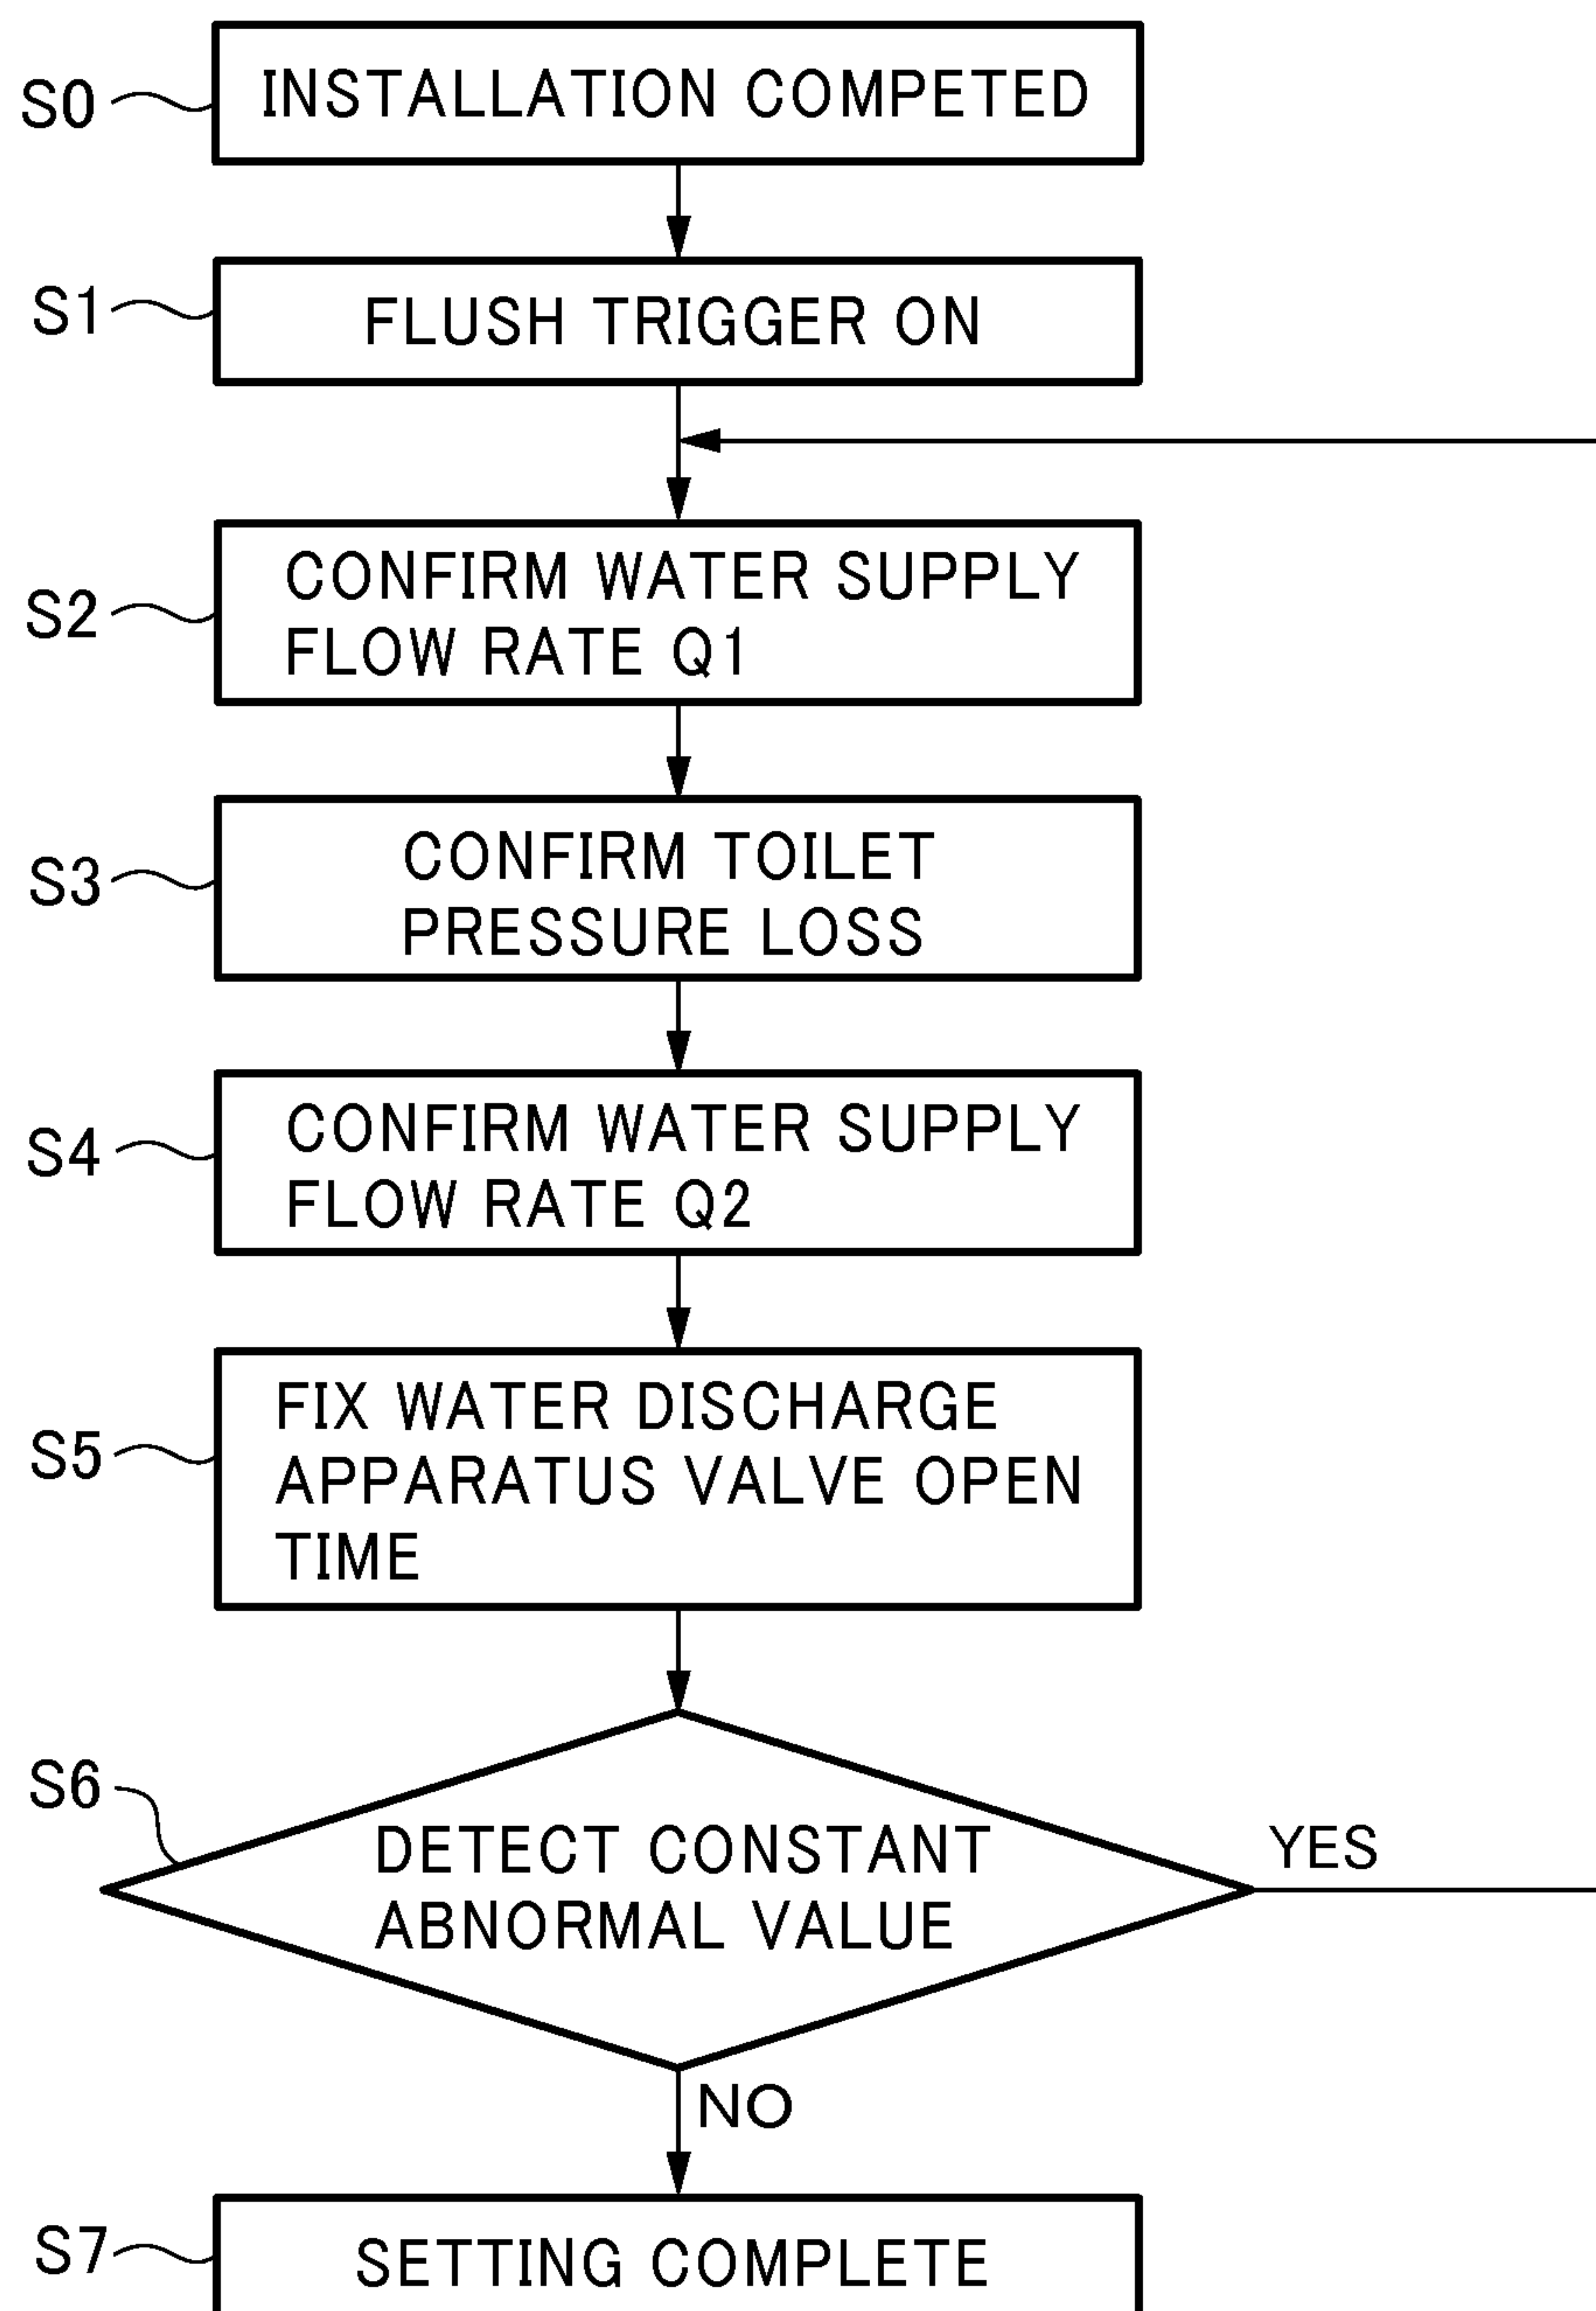 S0
INSTALLATION COMPETED
S1
FLUSH TRIGGER ON
S2
CONFIRM WATER SUPPLY
FLOW RATE Q1
S3
CONFIRM TOILET
PRESSURE LOSS
S4
CONFIRM WATER SUPPLY
FLOW RATE Q2
S5
FIX WATER DISCHARGE
APPARATUS VALVE OPEN
TIME
S6
DETECT CONSTANT
ABNORMAL VALUE
YES
NO
S7
SETTING COMPLETE